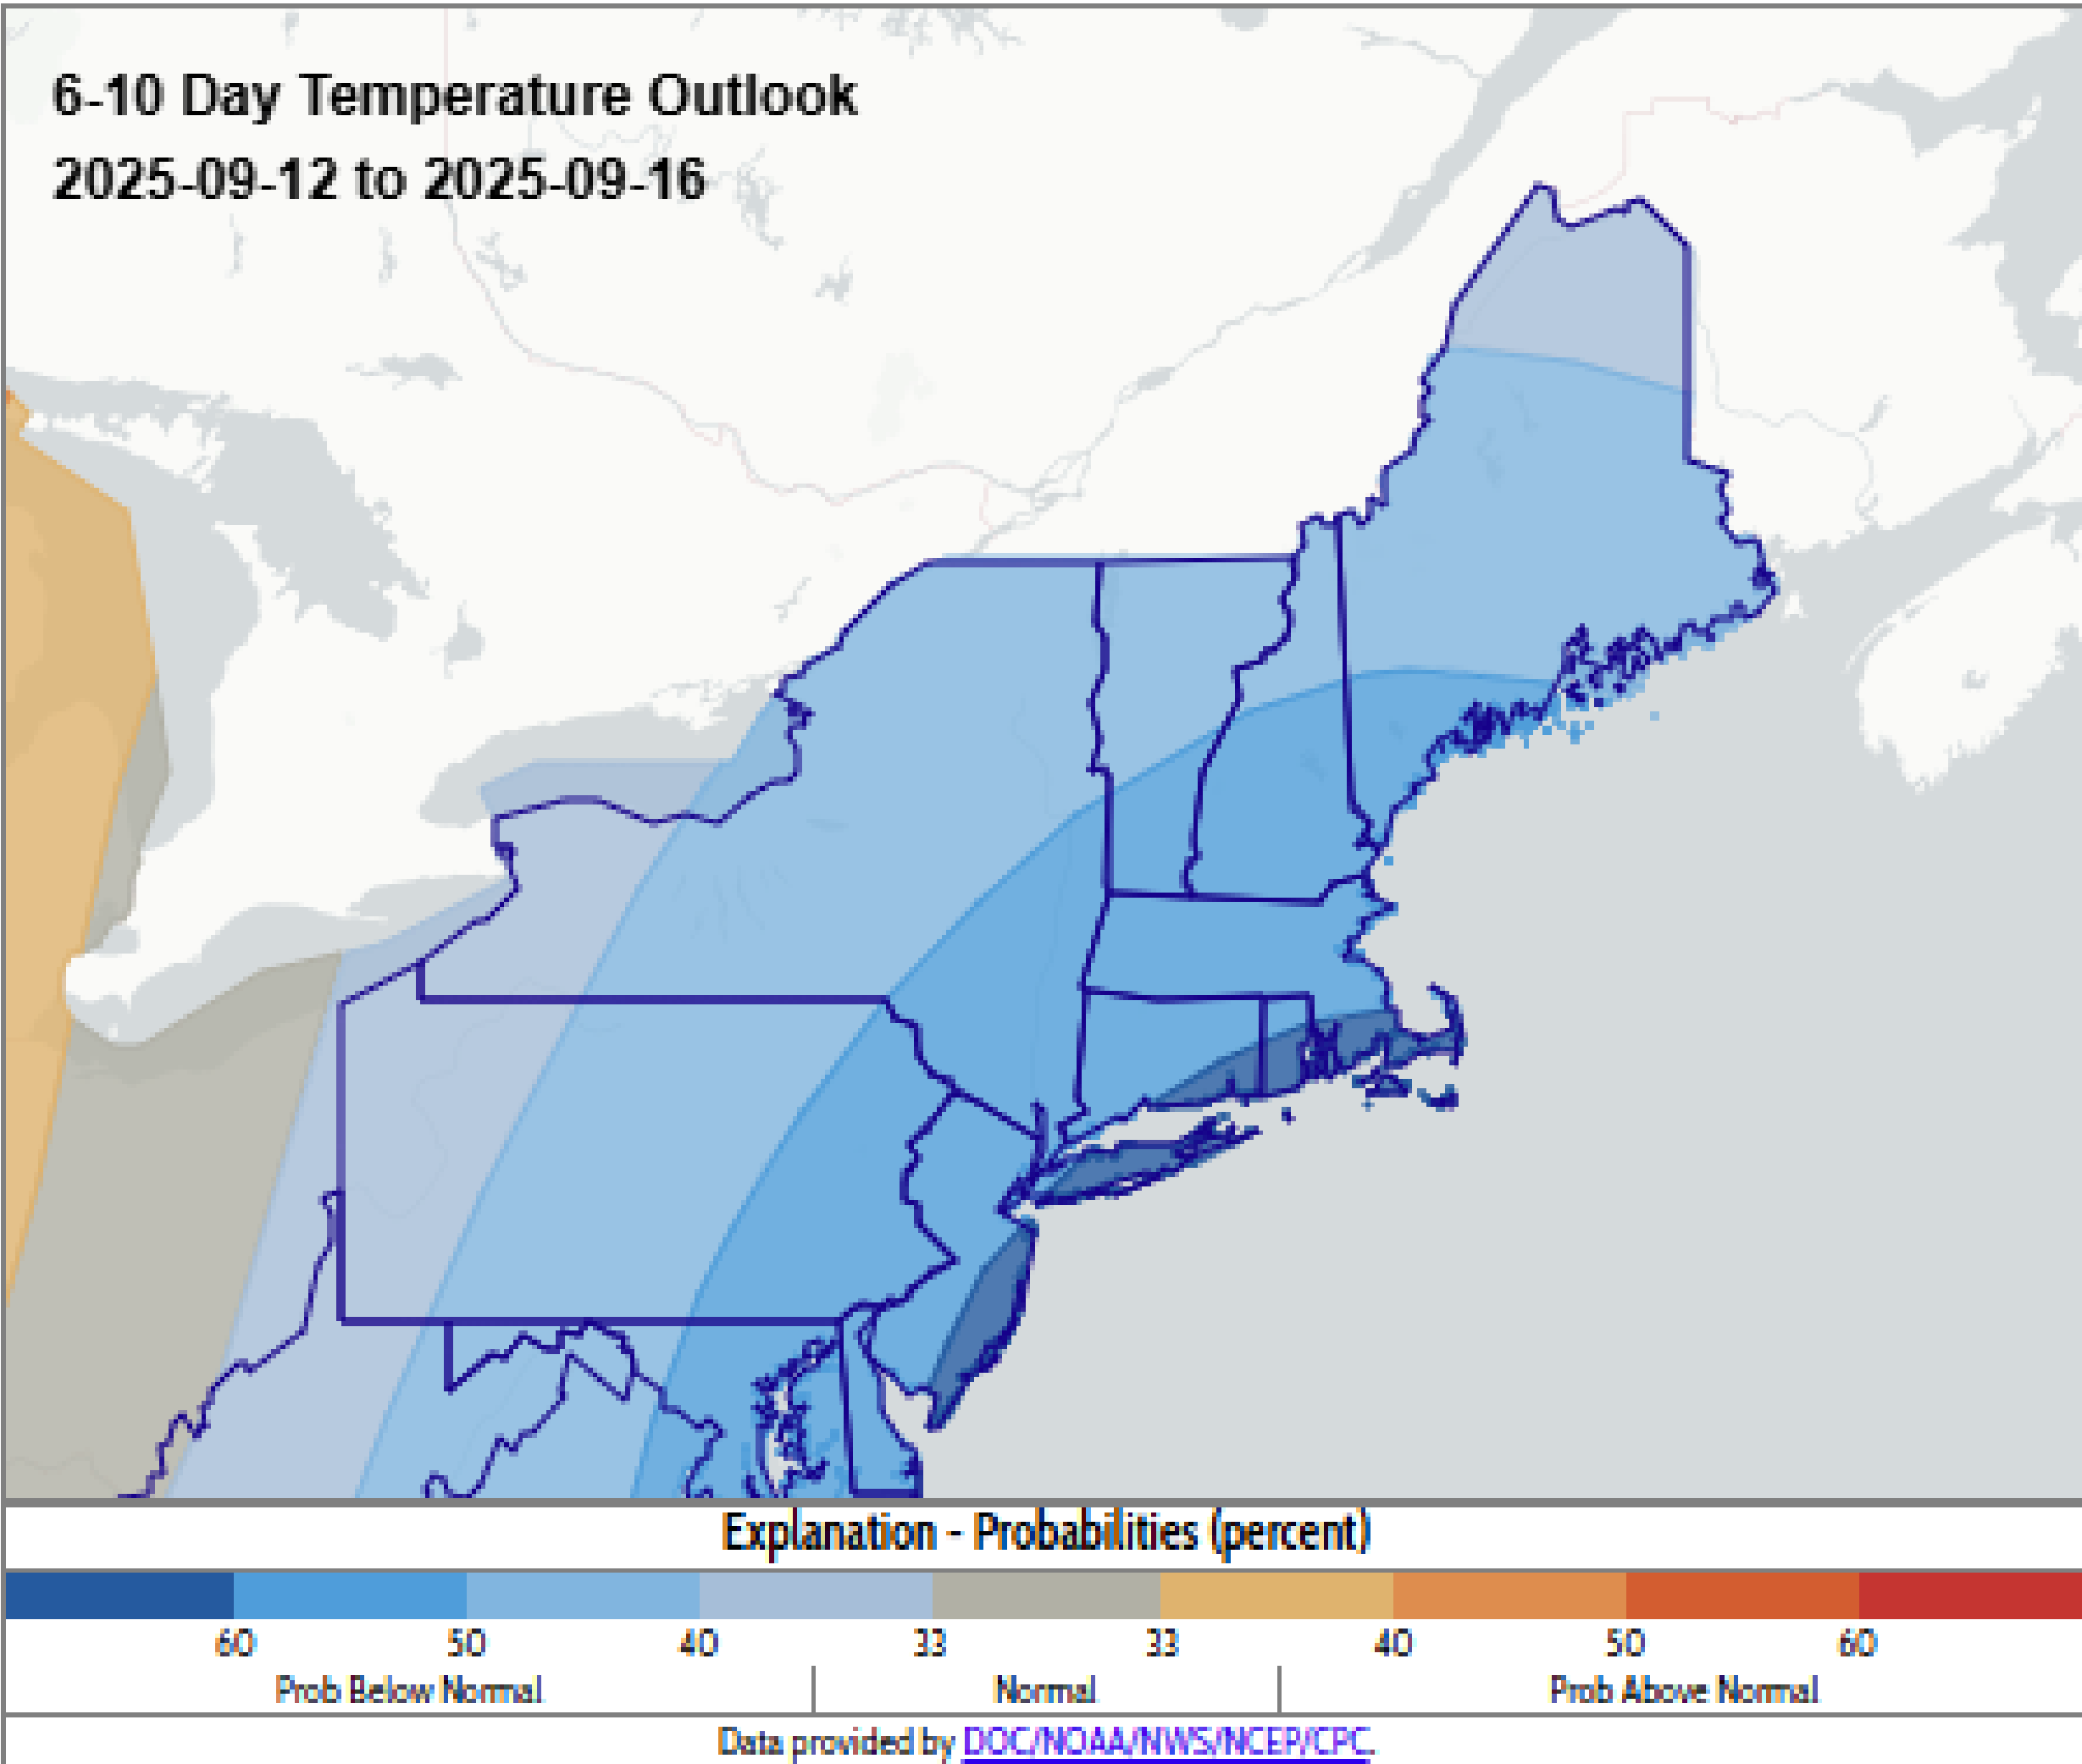 6-10 Day Temperature Outlook
2025-09-12 to 2025-09-16
Explanation - Probabilities (percent)
60 50 40 33 33 40 50 60
Prob Below Normal Normal Prob Above Normal
Data provided by DOC/NOAA/NWS/NCEP/CPC.